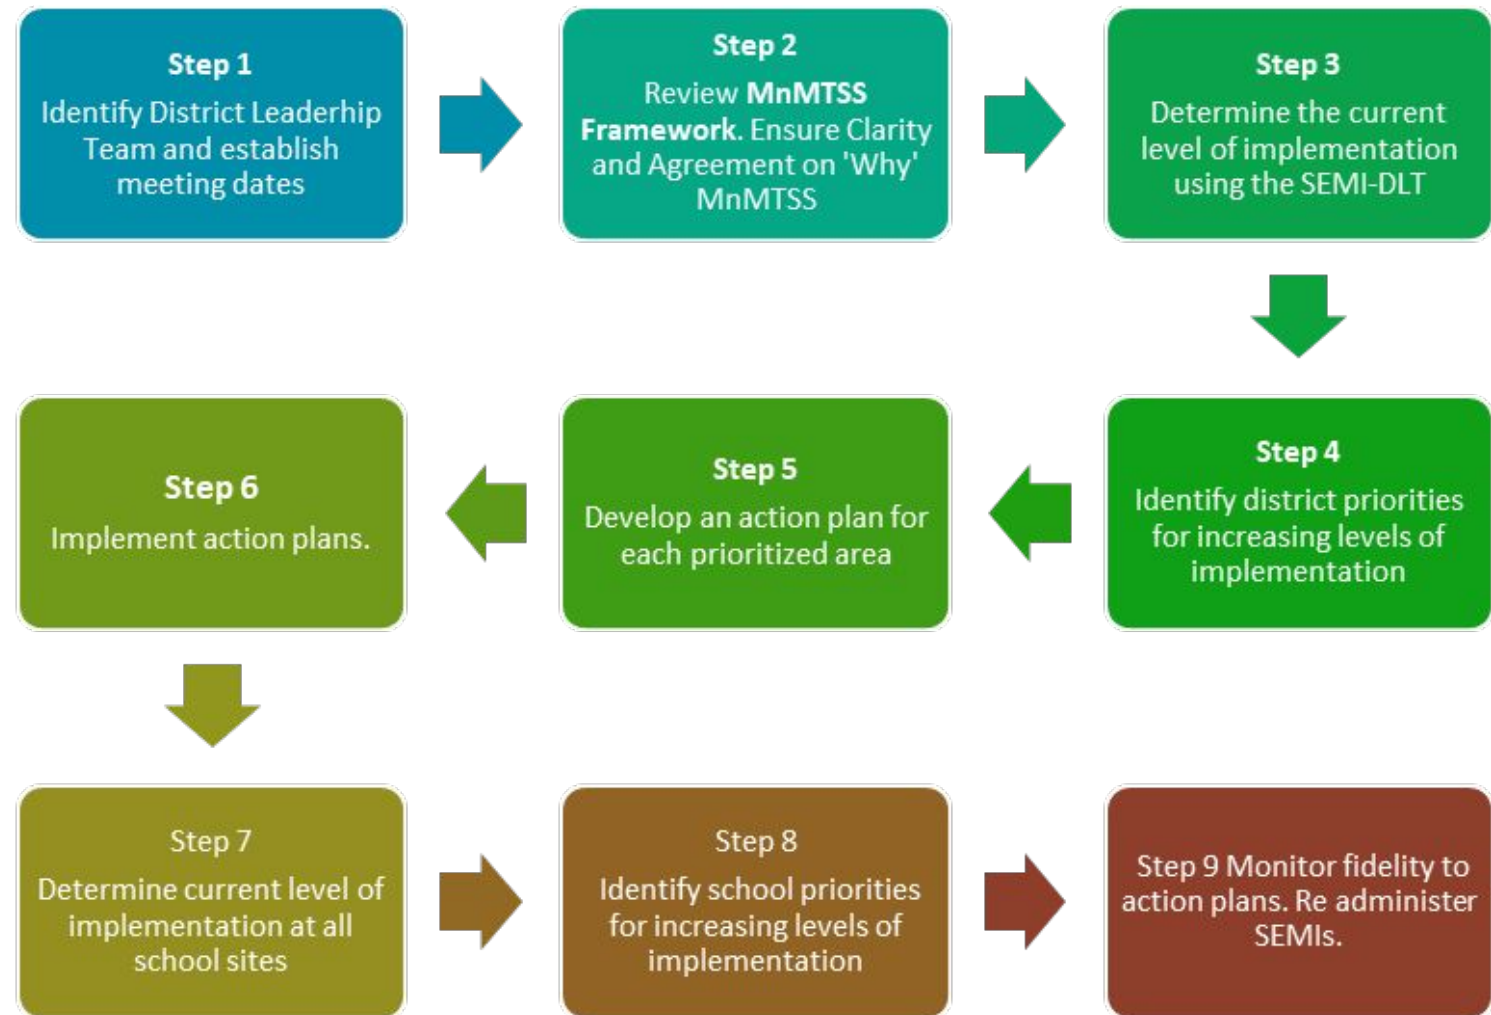 Step 1
Identify District Leaderhip
Team and establish
meeting dates
Step 2
Review MnMTSS
Framework. Ensure Clarity
and Agreement on 'Why'
MnMTSS
Step 3
Determine the current
level of implementation
using the SEMI-DLT
Step 4
Identify district priorities
for increasing levels of
implementation
Step 5
Develop an action plan for
each prioritized area
Step 6
Implement action plans.
Step 7
Determine current level of
implementation at all
school sites
Step 8
Identify school priorities
for increasing levels of
implementation
Step 9 Monitor fidelity to
action plans. Re administer
SEMIs.